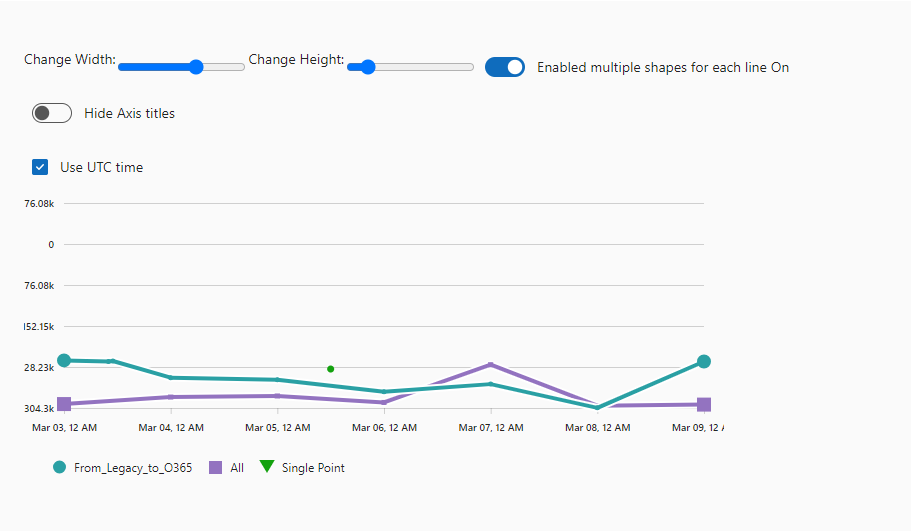 Change Width: Change Height: Enabled multiple shapes for each line On
Hide Axis titles
Use UTC time
76.08k
0
76.08k
152.15k
28.23k
304.3k
Mar 03, 12 AM Mar 04, 12 AM Mar 05, 12 AM Mar 06, 12 AM Mar 07, 12 AM Mar 08, 12 AM Mar 09, 12 A
From_Legacy_to_O365 All Single Point